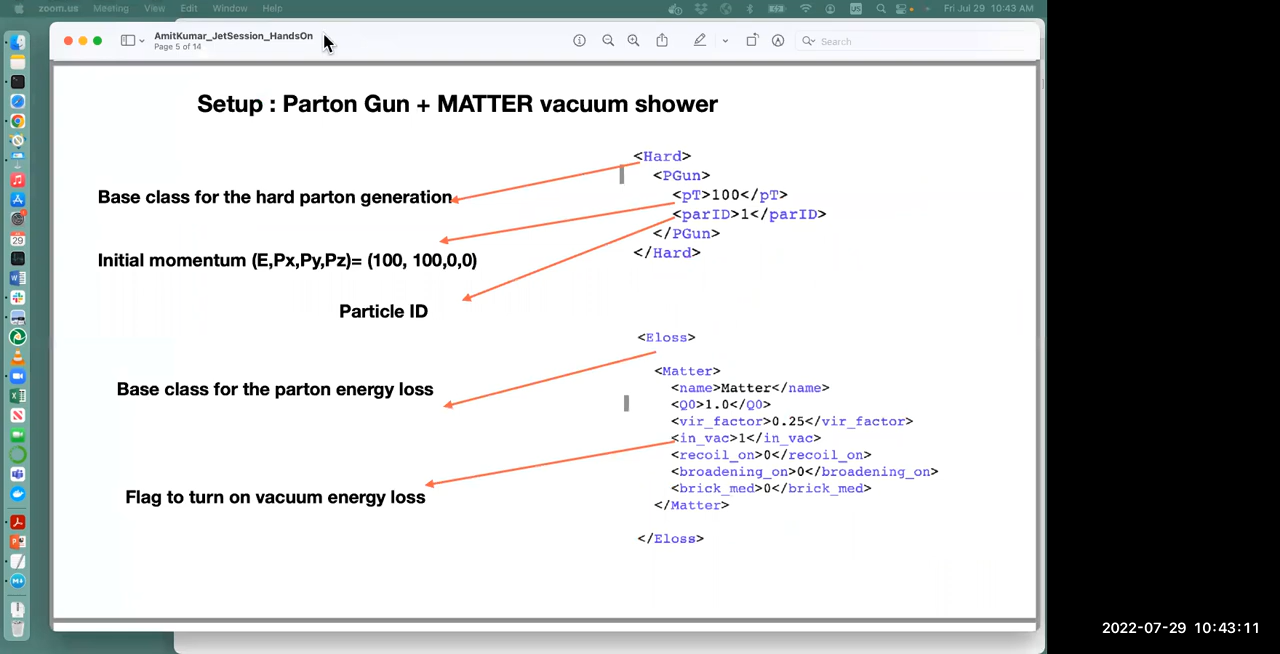 zoom.us Meeting View Edit Window Help
US
Fri Jul 29 10:43 AM
AmitKumar_JetSession_HandsOn
Page 5 of 14
Search
29
Setup : Parton Gun + MATTER vacuum shower
<Hard>
<PGun>
Base class for the hard parton generation
<pT>100</pT>
<parID>1</parID>
</PGun>
</Hard>
Initial momentum (E,Px,Py,Pz)= (100, 100,0,0)
Particle ID
<Eloss>
<Matter>
Base class for the parton energy loss
<name>Matter</name>
<Q0>1.0</Q0>
<vir_factor>0.25</vir_factor>
<in_vac>1</in_vac>
<recoil_on>0</recoil_on>
<broadening_on>0</broadening_on>
<brick_med>0</brick_med>
Flag to turn on vacuum energy loss
</Matter>
</Eloss>
2022-07-29 10:43:11